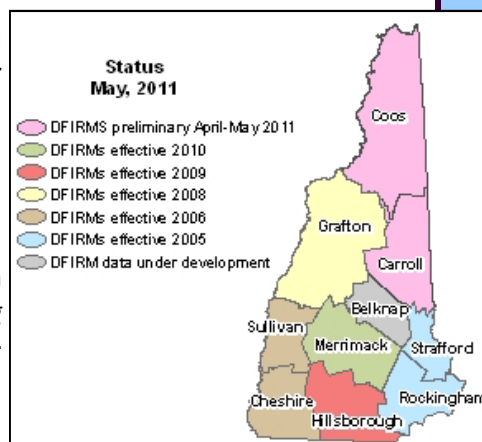 Status
May, 2011
DFIRMS preliminary April-May 2011
DFIRMs effective 2010
DFIRMs effective 2009
DFIRMs effective 2008
DFIRMs effective 2006
DFIRMs effective 2005
DFIRM data under development
Coos
Grafton
Carroll
Belknap
Sullivan
Merrimack
Strafford
Cheshire
Rockingham
Hillsborough